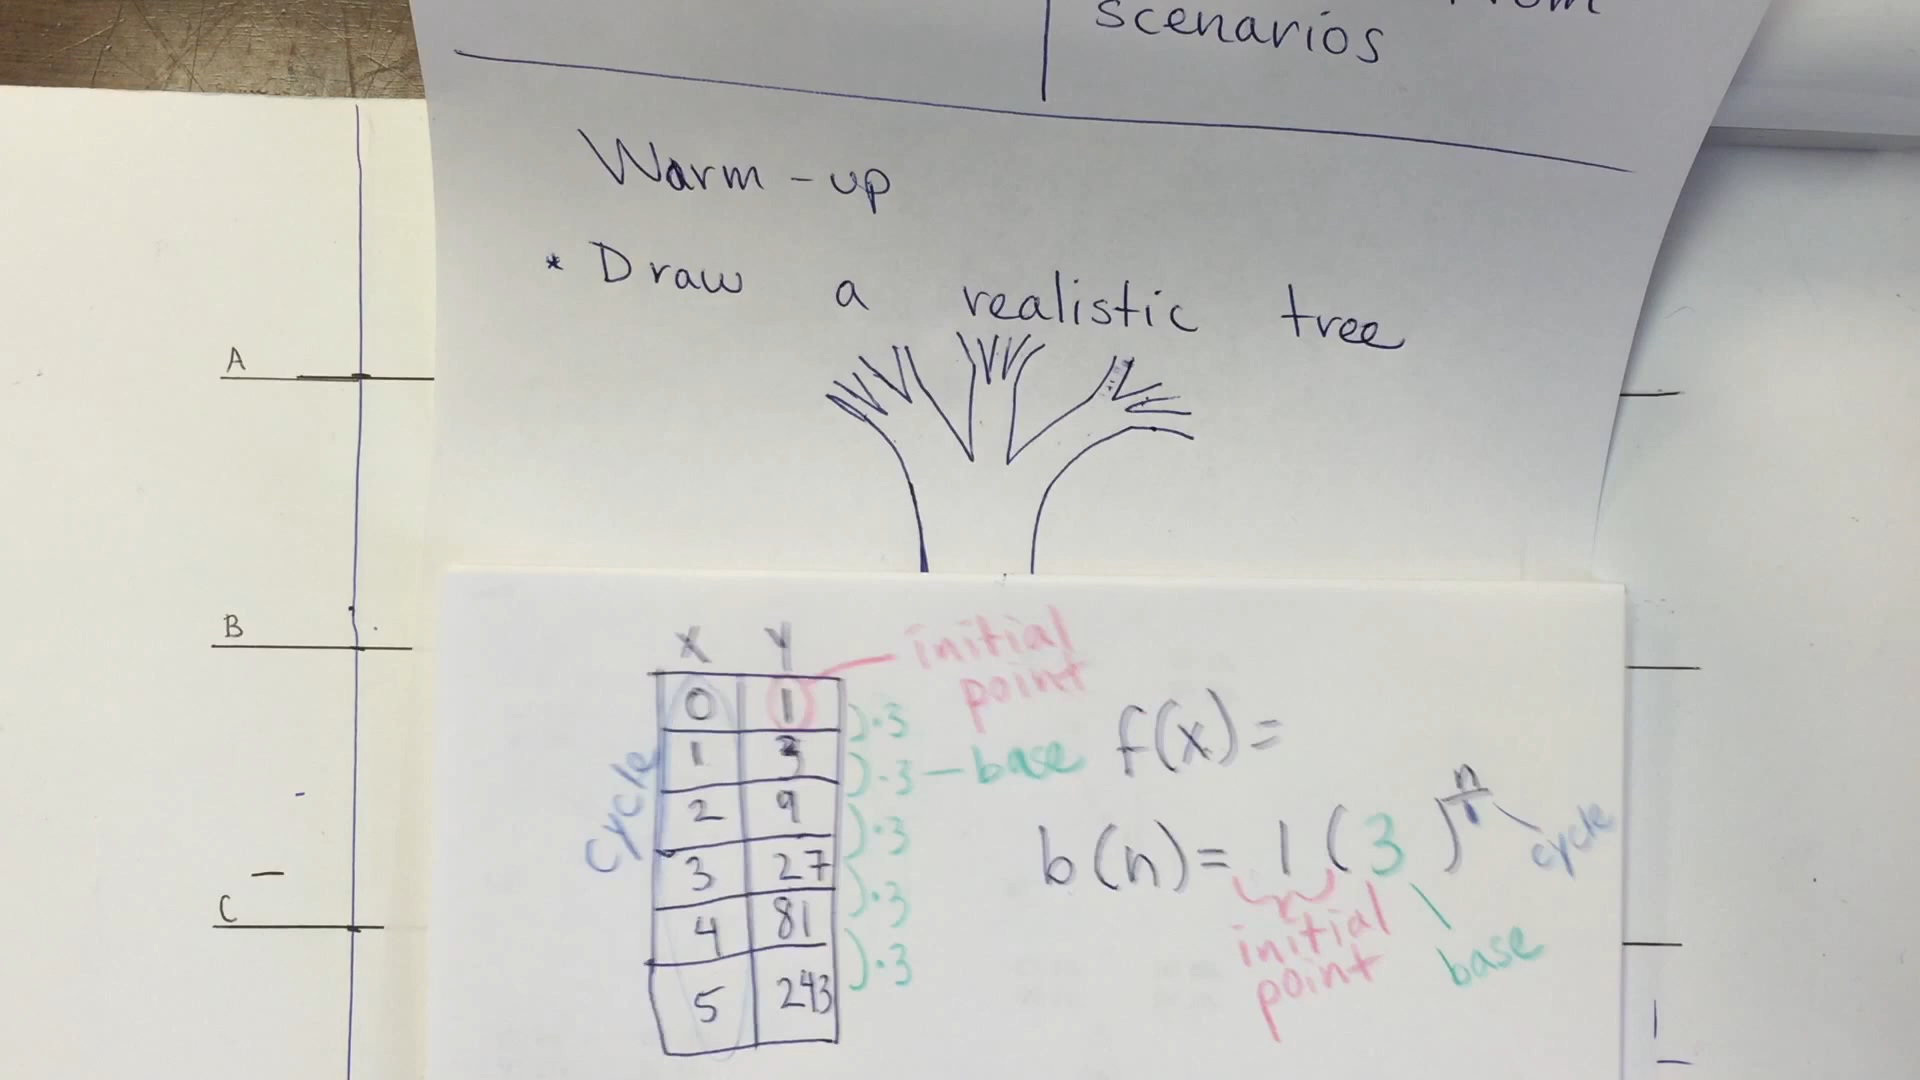 scenarios
Warm-up
* Draw a realistic tree
A
B
C
X Y
0 1
1 3
2 9
3 27
4 81
5 243
cycle
initial
point
).3
).3 - base
).3
).3
).3
f(x) =
b(n) = 1(3)^n/1
cycle
initial
point
base